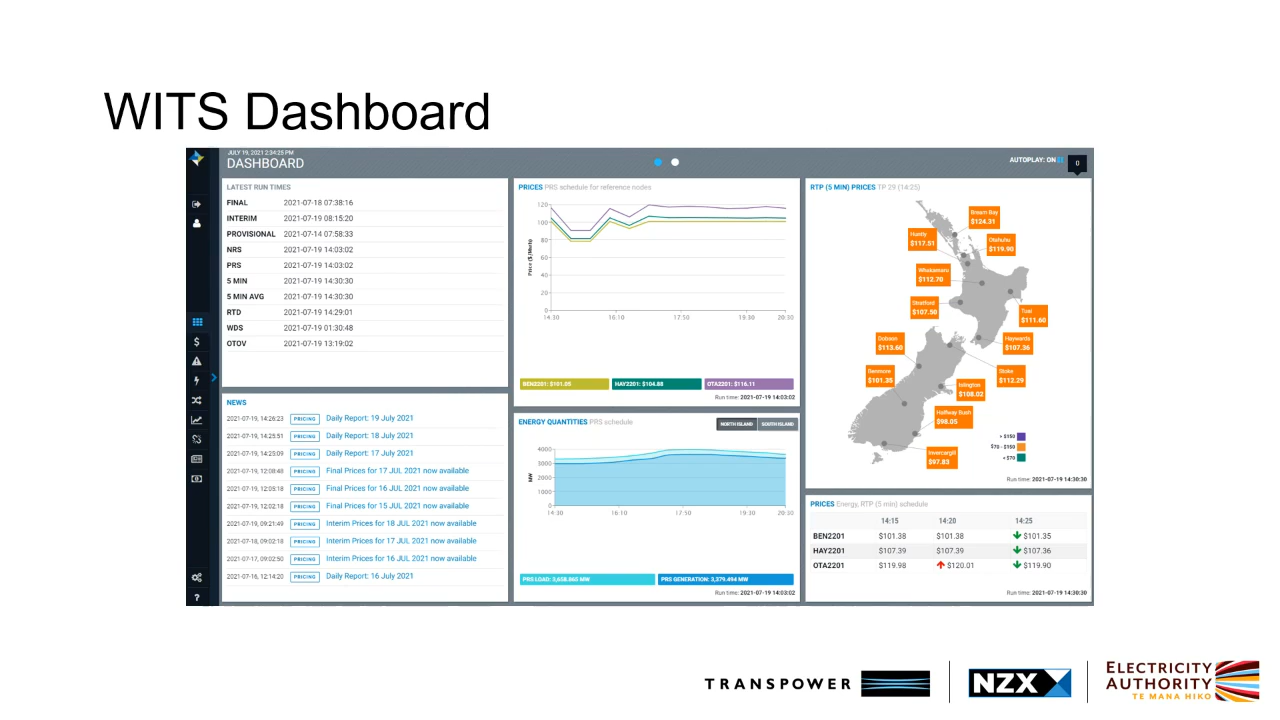 WITS Dashboard
JULY 19, 2021 2:34:25 PM
DASHBOARD
AUTOPLAY: ON
0
LATEST RUN TIMES
FINAL 2021-07-18 07:38:16
INTERIM 2021-07-19 08:15:20
PROVISIONAL 2021-07-14 07:58:33
NRS 2021-07-19 14:03:02
PRS 2021-07-19 14:03:02
5 MIN 2021-07-19 14:30:30
5 MIN AVG 2021-07-19 14:30:30
RTD 2021-07-19 14:29:01
WDS 2021-07-19 01:30:48
OTOV 2021-07-19 13:19:02
NEWS
2021-07-19, 14:26:23 PRICING Daily Report: 19 July 2021
2021-07-19, 14:25:51 PRICING Daily Report: 18 July 2021
2021-07-19, 14:25:09 PRICING Daily Report: 17 July 2021
2021-07-19, 12:08:48 PRICING Final Prices for 17 JUL 2021 now available
2021-07-19, 12:03:18 PRICING Final Prices for 16 JUL 2021 now available
2021-07-19, 12:02:18 PRICING Final Prices for 15 JUL 2021 now available
2021-07-19, 09:21:49 PRICING Interim Prices for 18 JUL 2021 now available
2021-07-18, 09:02:18 PRICING Interim Prices for 17 JUL 2021 now available
2021-07-17, 09:02:50 PRICING Interim Prices for 16 JUL 2021 now available
2021-07-16, 12:14:20 PRICING Daily Report: 16 July 2021
PRICES PRS schedule for reference nodes
Price ($/MWh)
120
100
80
60
40
20
0
14:30 16:10 17:50 19:30 20:30
BEN2201: $101.05 HAY2201: $104.88 OTA2201: $116.11
Run time: 2021-07-19 14:03:02
ENERGY QUANTITIES PRS schedule
NORTH ISLAND SOUTH ISLAND
MW
4000
3000
2000
1000
0
14:30 16:10 17:50 19:30 20:30
PRS LOAD: 3,658.865 MW PRS GENERATION: 3,379.494 MW
Run time: 2021-07-19 14:03:02
RTP (5 MIN) PRICES TP 29 (14:25)
Bream Bay
$124.31
Huntly
$117.51
Otahuhu
$119.90
Whakamaru
$112.70
Stratford
$107.50
Tuai
$111.60
Dobson
$113.60
Haywards
$107.36
Benmore
$101.35
Stoke
$112.29
Islington
$108.02
Halfway Bush
$98.05
Invercargill
$97.83
> $150
$70 - $150
< $70
Run time: 2021-07-19 14:30:30
PRICES Energy, RTP (5 min) schedule
14:15 14:20 14:25
BEN2201 $101.38 $101.38 $101.35
HAY2201 $107.39 $107.39 $107.36
OTA2201 $119.98 $120.01 $119.90
Run time: 2021-07-19 14:30:30
TRANSPOWER
NZX
ELECTRICITY
AUTHORITY
TE MANA HIKO